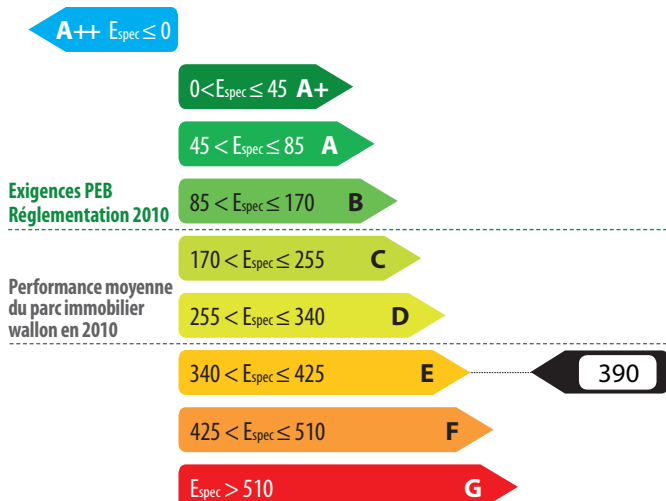 A++ Espec ≤ 0
0<Espec ≤ 45 A+
45 < Espec ≤ 85 A
Exigences PEB
Réglementation 2010
85 < Espec ≤ 170 B
170 < Espec ≤ 255 C
Performance moyenne
du parc immobilier
wallon en 2010
255 < Espec ≤ 340 D
340 < Espec ≤ 425 E
390
425 < Espec ≤ 510 F
Espec > 510 G